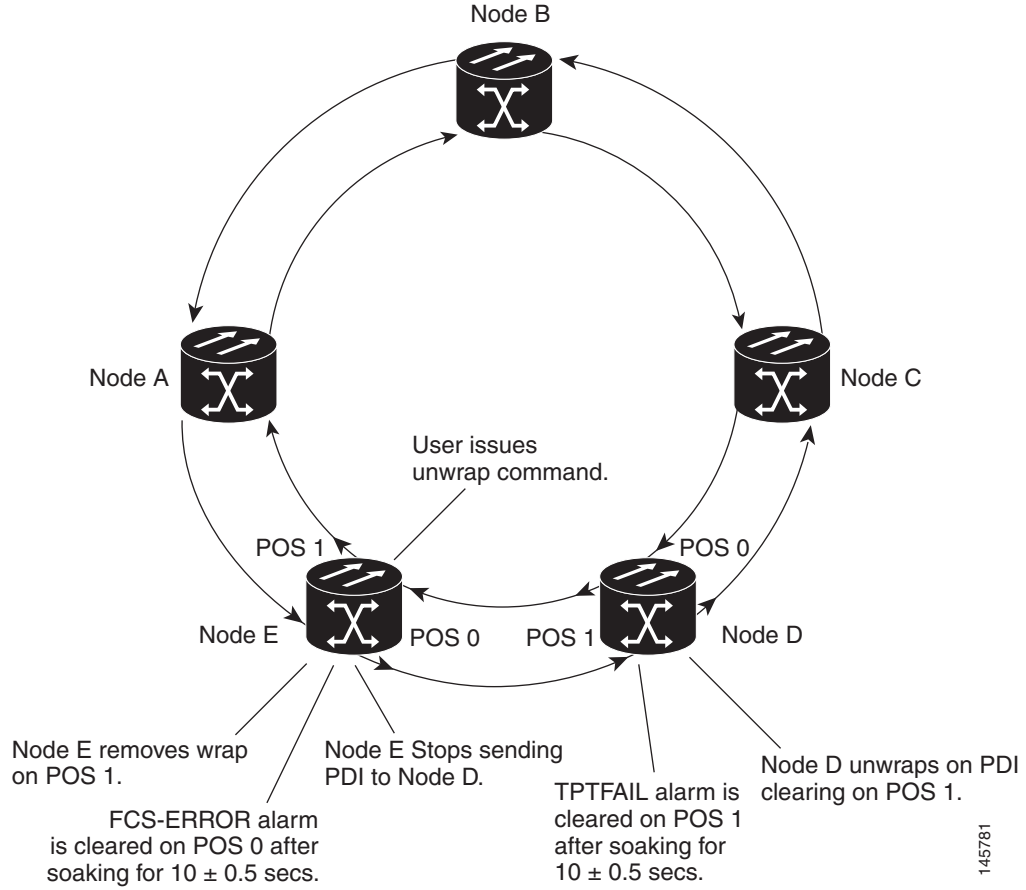 Node B
Node A
Node C
User issues
unwrap command.
POS 1
POS 0
Node E
POS 0
POS 1
Node D
Node E removes wrap
on POS 1.
Node E Stops sending
PDI to Node D.
FCS-ERROR alarm
is cleared on POS 0 after
soaking for 10 ± 0.5 secs.
TPTFAIL alarm is
cleared on POS 1
after soaking for
10 ± 0.5 secs.
Node D unwraps on PDI
clearing on POS 1.
145781